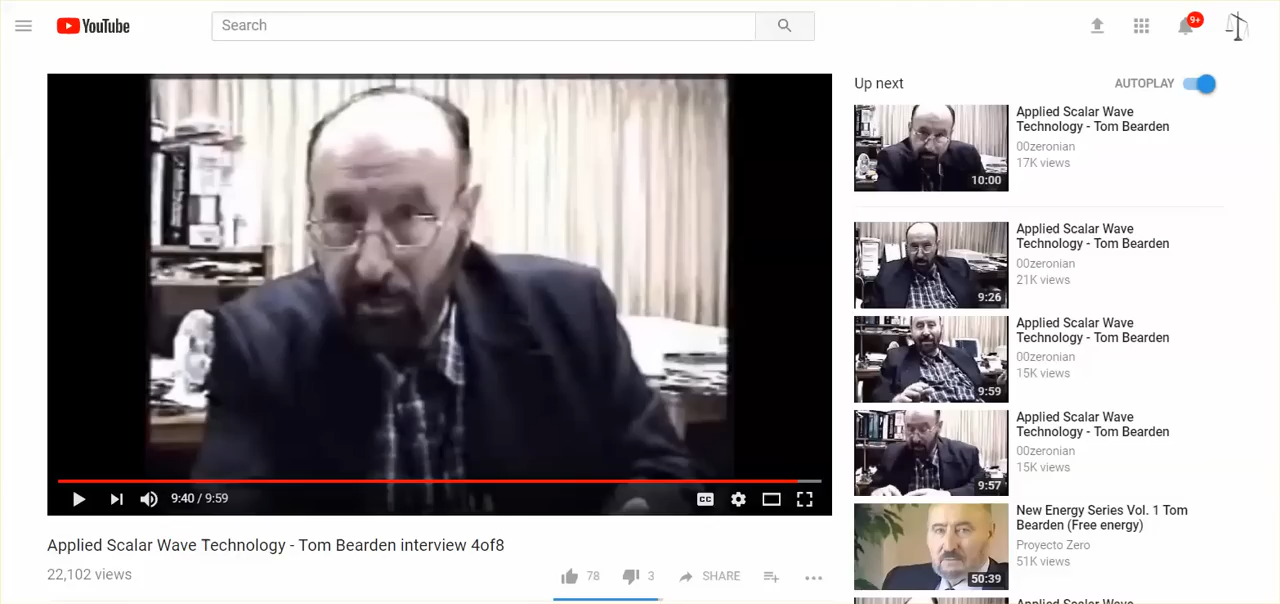 YouTube
Search
9+
9:40 / 9:59
CC
Applied Scalar Wave Technology - Tom Bearden interview 4of8
22,102 views
78
3
SHARE
Up next
AUTOPLAY
10:00
Applied Scalar Wave
Technology - Tom Bearden
00zeronian
17K views
9:26
Applied Scalar Wave
Technology - Tom Bearden
00zeronian
21K views
9:59
Applied Scalar Wave
Technology - Tom Bearden
00zeronian
15K views
9:57
Applied Scalar Wave
Technology - Tom Bearden
00zeronian
15K views
50:39
New Energy Series Vol. 1 Tom
Bearden (Free energy)
Proyecto Zero
51K views
Applied Scalar Wave